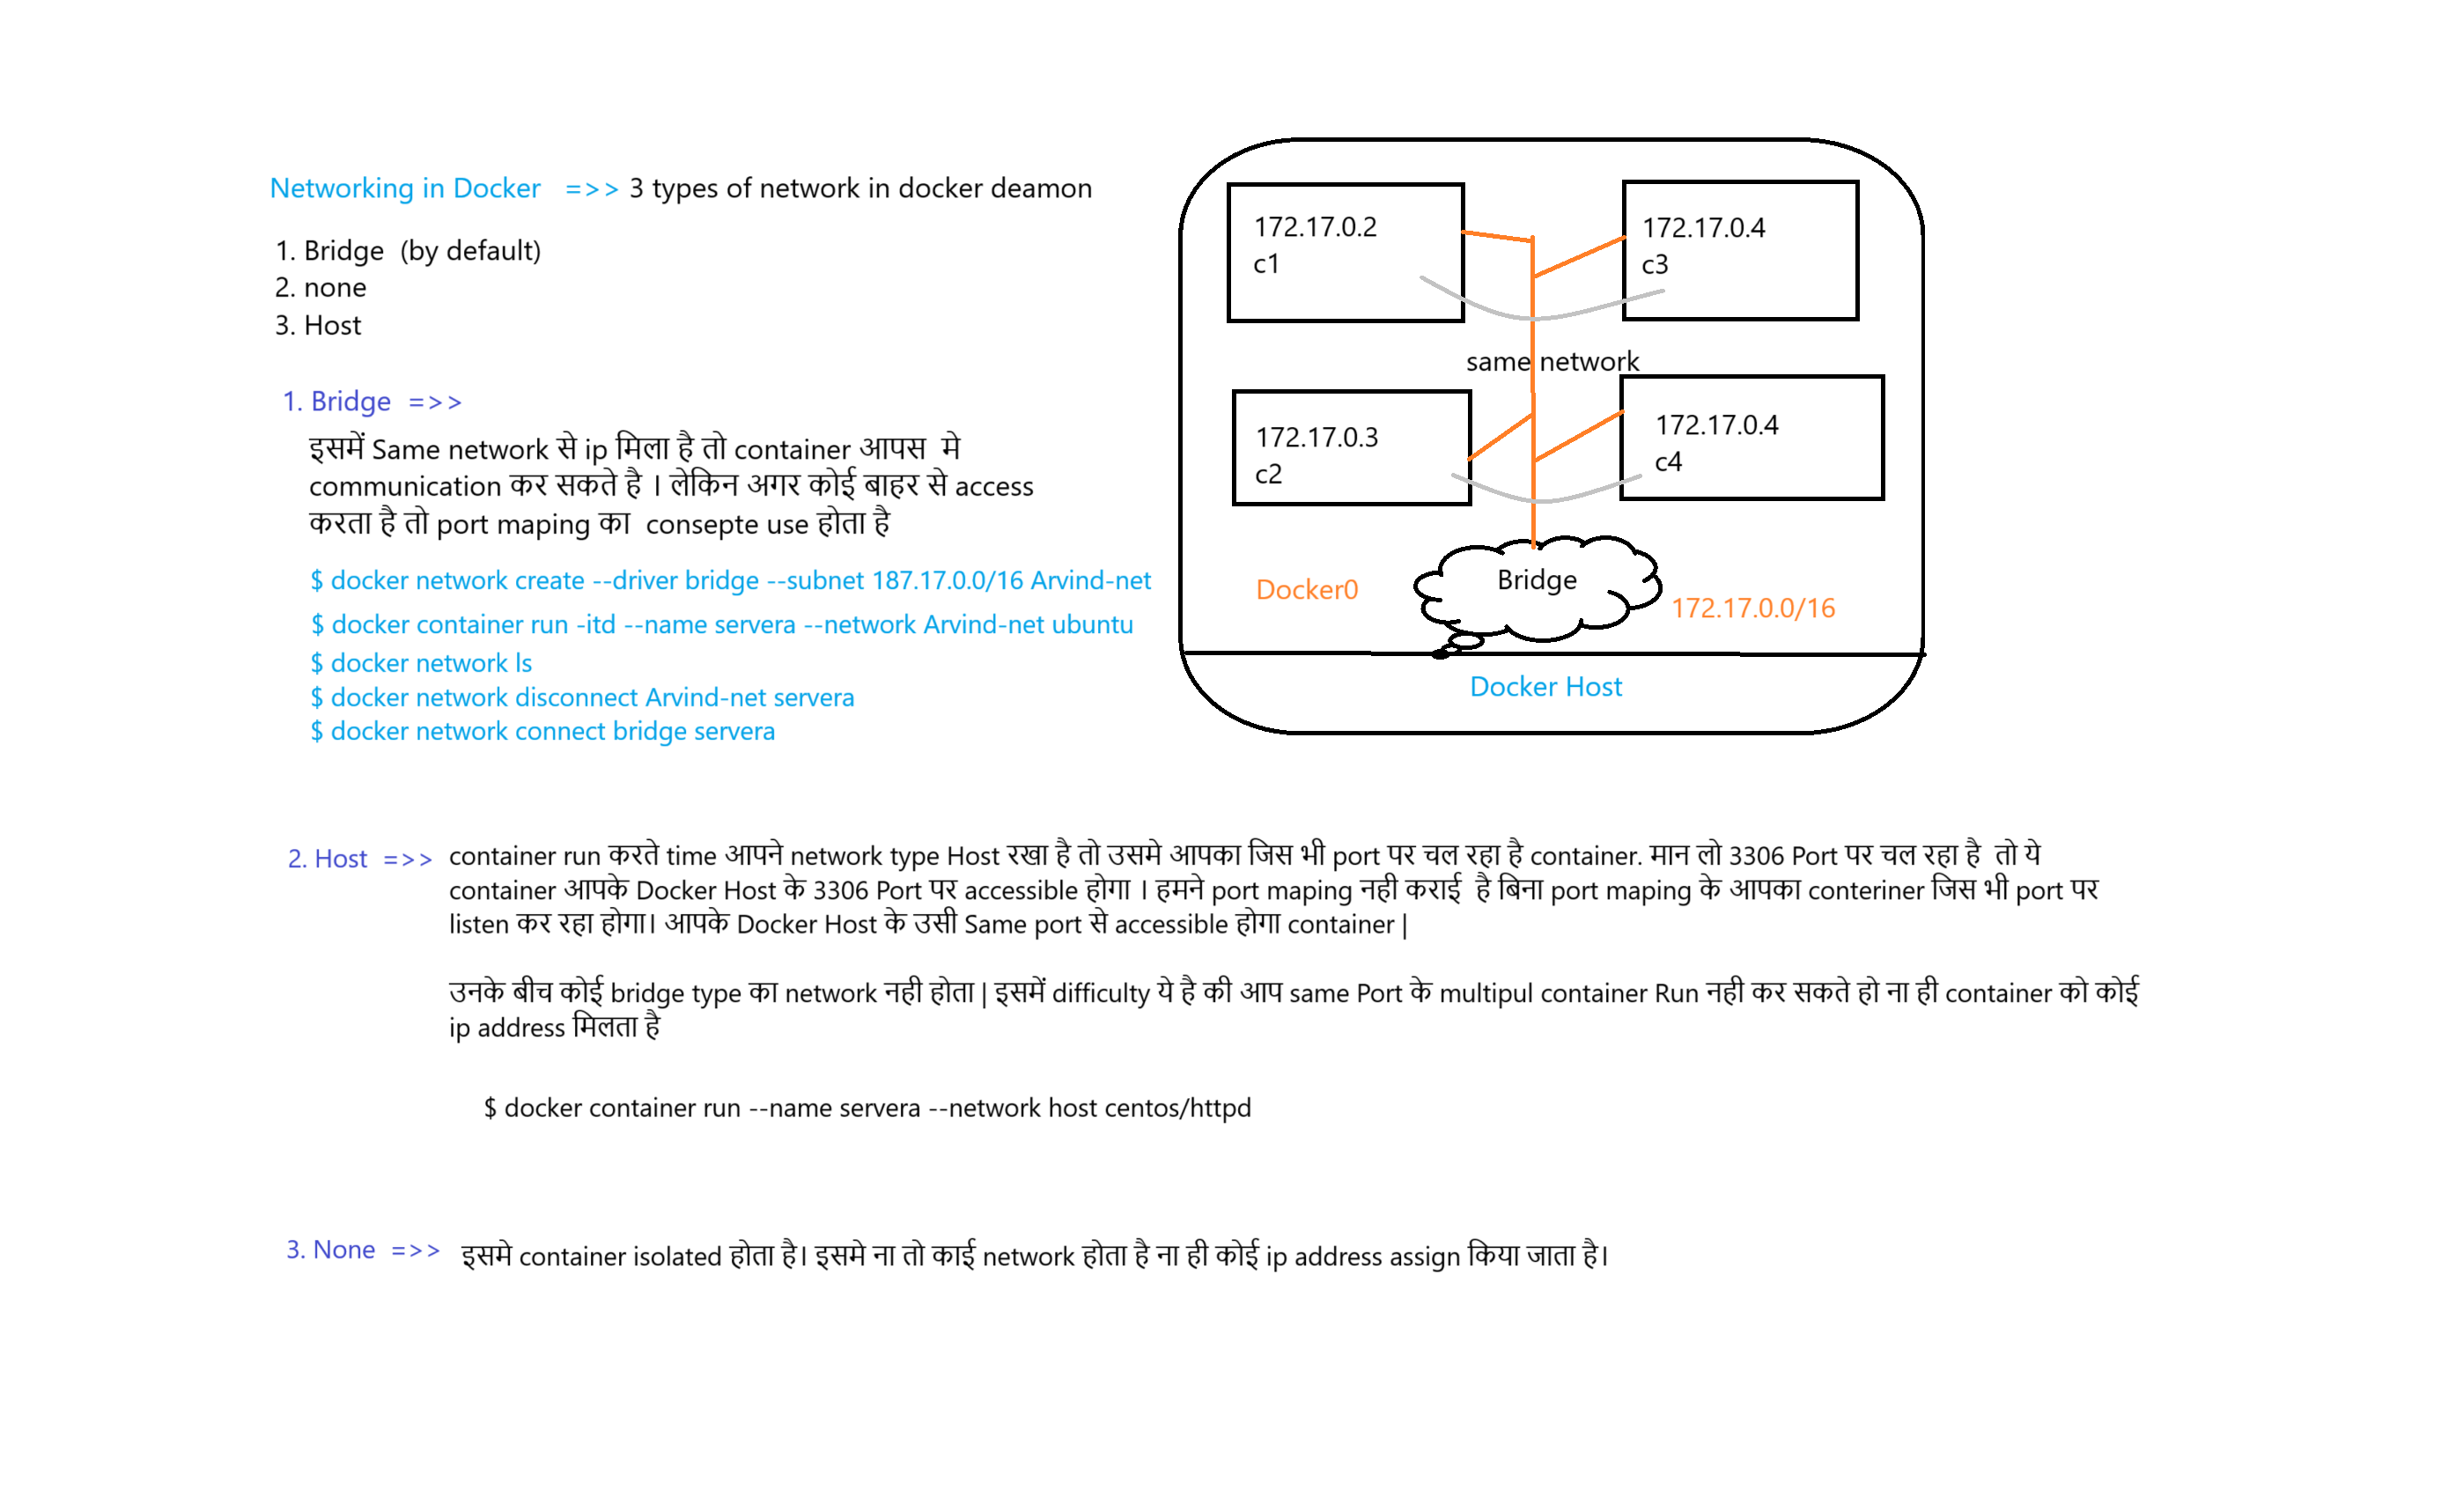 Networking in Docker =>> 3 types of network in docker deamon
1. Bridge (by default)
2. none
3. Host
1. Bridge =>>
इसमें Same network से ip मिला है तो container आपस मे
communication कर सकते है । लेकिन अगर कोई बाहर से access
करता है तो port maping का consepte use होता है
$ docker network create --driver bridge --subnet 187.17.0.0/16 Arvind-net
$ docker container run -itd --name servera --network Arvind-net ubuntu
$ docker network ls
$ docker network disconnect Arvind-net servera
$ docker network connect bridge servera
172.17.0.2
c1
172.17.0.4
c3
same network
172.17.0.3
c2
172.17.0.4
c4
Docker0
Bridge
172.17.0.0/16
Docker Host
2. Host =>> container run करते time आपने network type Host रखा है तो उसमे आपका जिस भी port पर चल रहा है container. मान लो 3306 Port पर चल रहा है तो ये
container आपके Docker Host के 3306 Port पर accessible होगा । हमने port maping नही कराई है बिना port maping के आपका conteriner जिस भी port पर
listen कर रहा होगा। आपके Docker Host के उसी Same port से accessible होगा container |
उनके बीच कोई bridge type का network नही होता | इसमें difficulty ये है की आप same Port के multipul container Run नही कर सकते हो ना ही container को कोई
ip address मिलता है
$ docker container run --name servera --network host centos/httpd
3. None =>> इसमे container isolated होता है। इसमे ना तो काई network होता है ना ही कोई ip address assign किया जाता है।